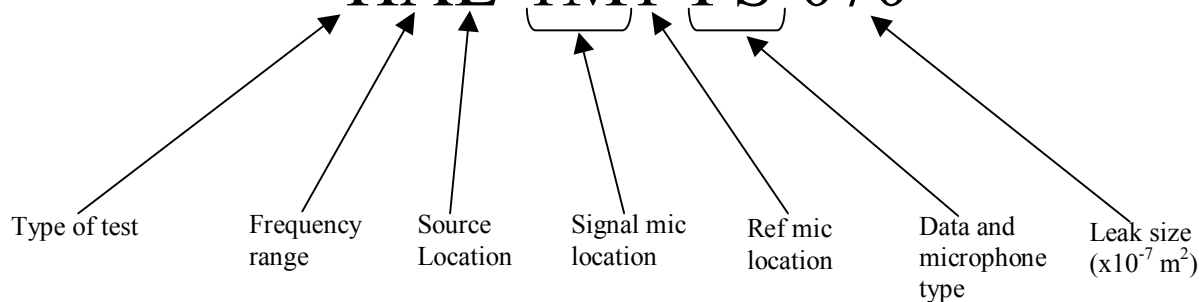 Type of test
Frequency
range
Source
Location
Signal mic
location
Ref mic
location
Data and
microphone
type
Leak size
(x10⁻⁷ m²)